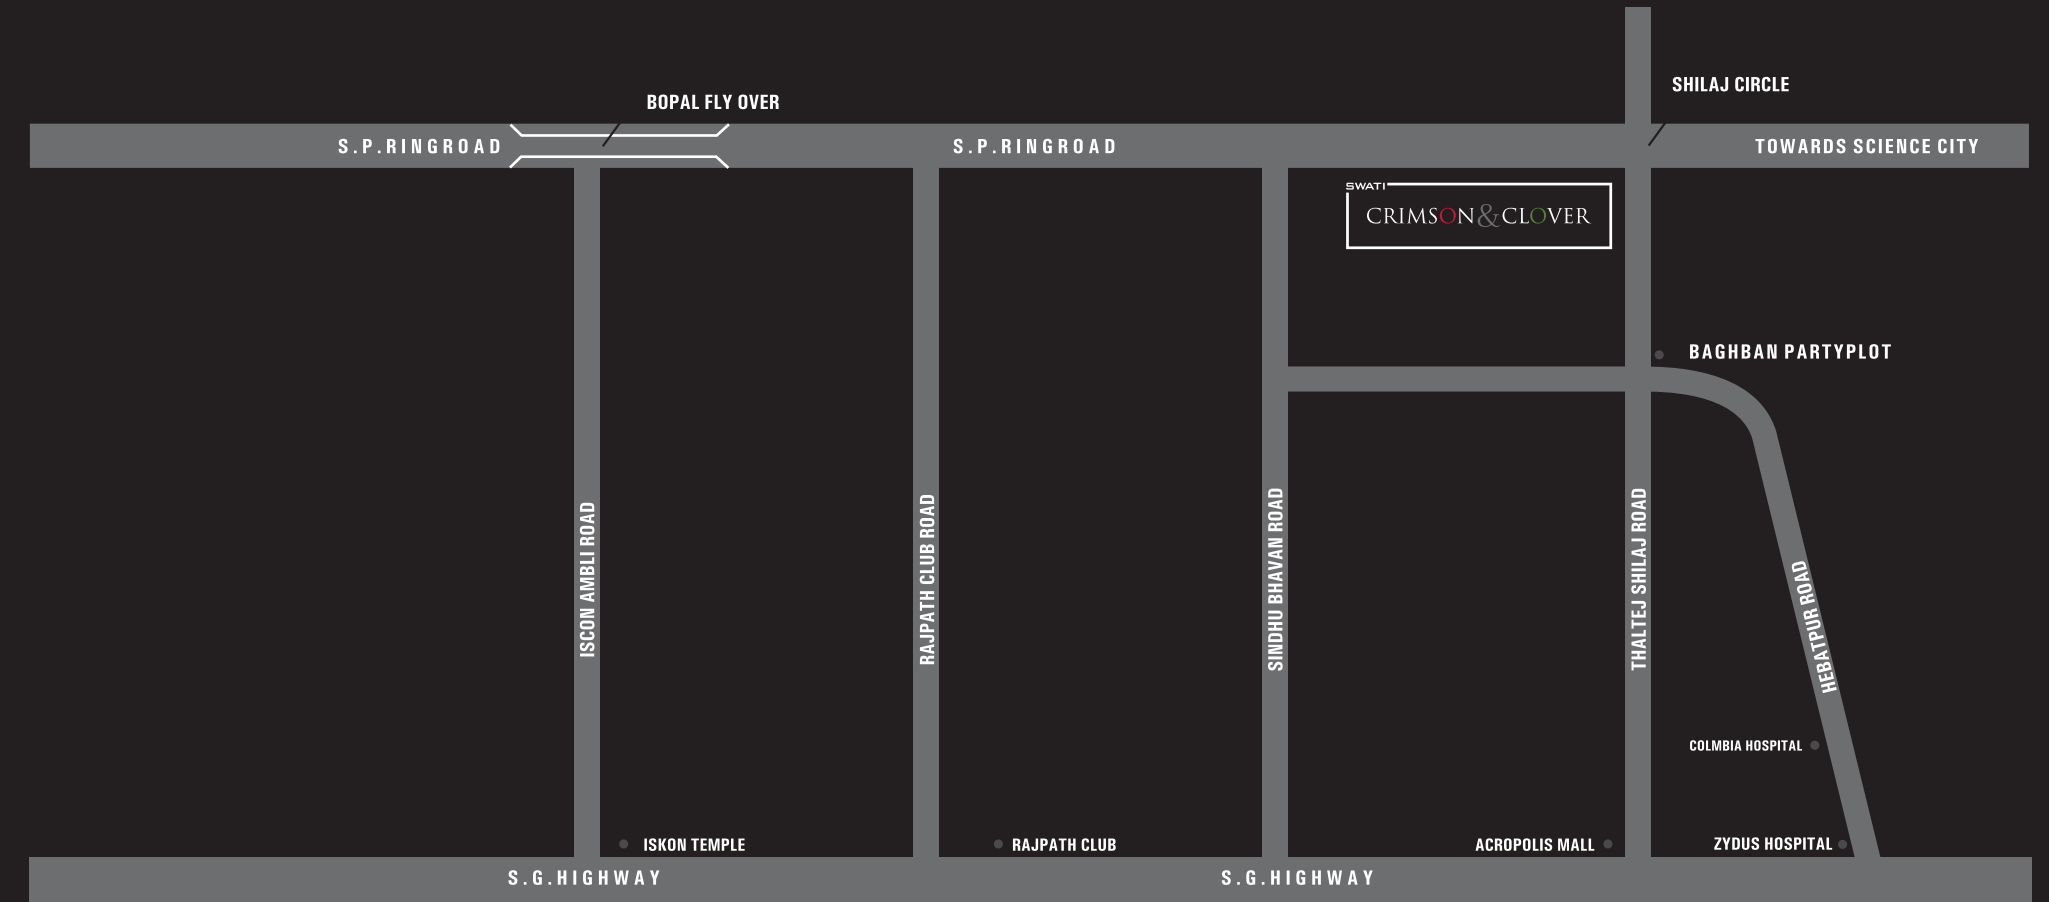 SHILAJ CIRCLE
BOPAL FLY OVER
S.P.RINGROAD
S.P.RINGROAD
TOWARDS SCIENCE CITY
SWATI
CRIMSON&CLOVER
BAGHBAN PARTYPLOT
ISCON AMBLI ROAD
RAJPATH CLUB ROAD
SINDHU BHAVAN ROAD
THALTEJ SHILAJ ROAD
HEBATPUR ROAD
COLMBIA HOSPITAL
ISKON TEMPLE
RAJPATH CLUB
ACROPOLIS MALL
ZYDUS HOSPITAL
S.G.HIGHWAY
S.G.HIGHWAY